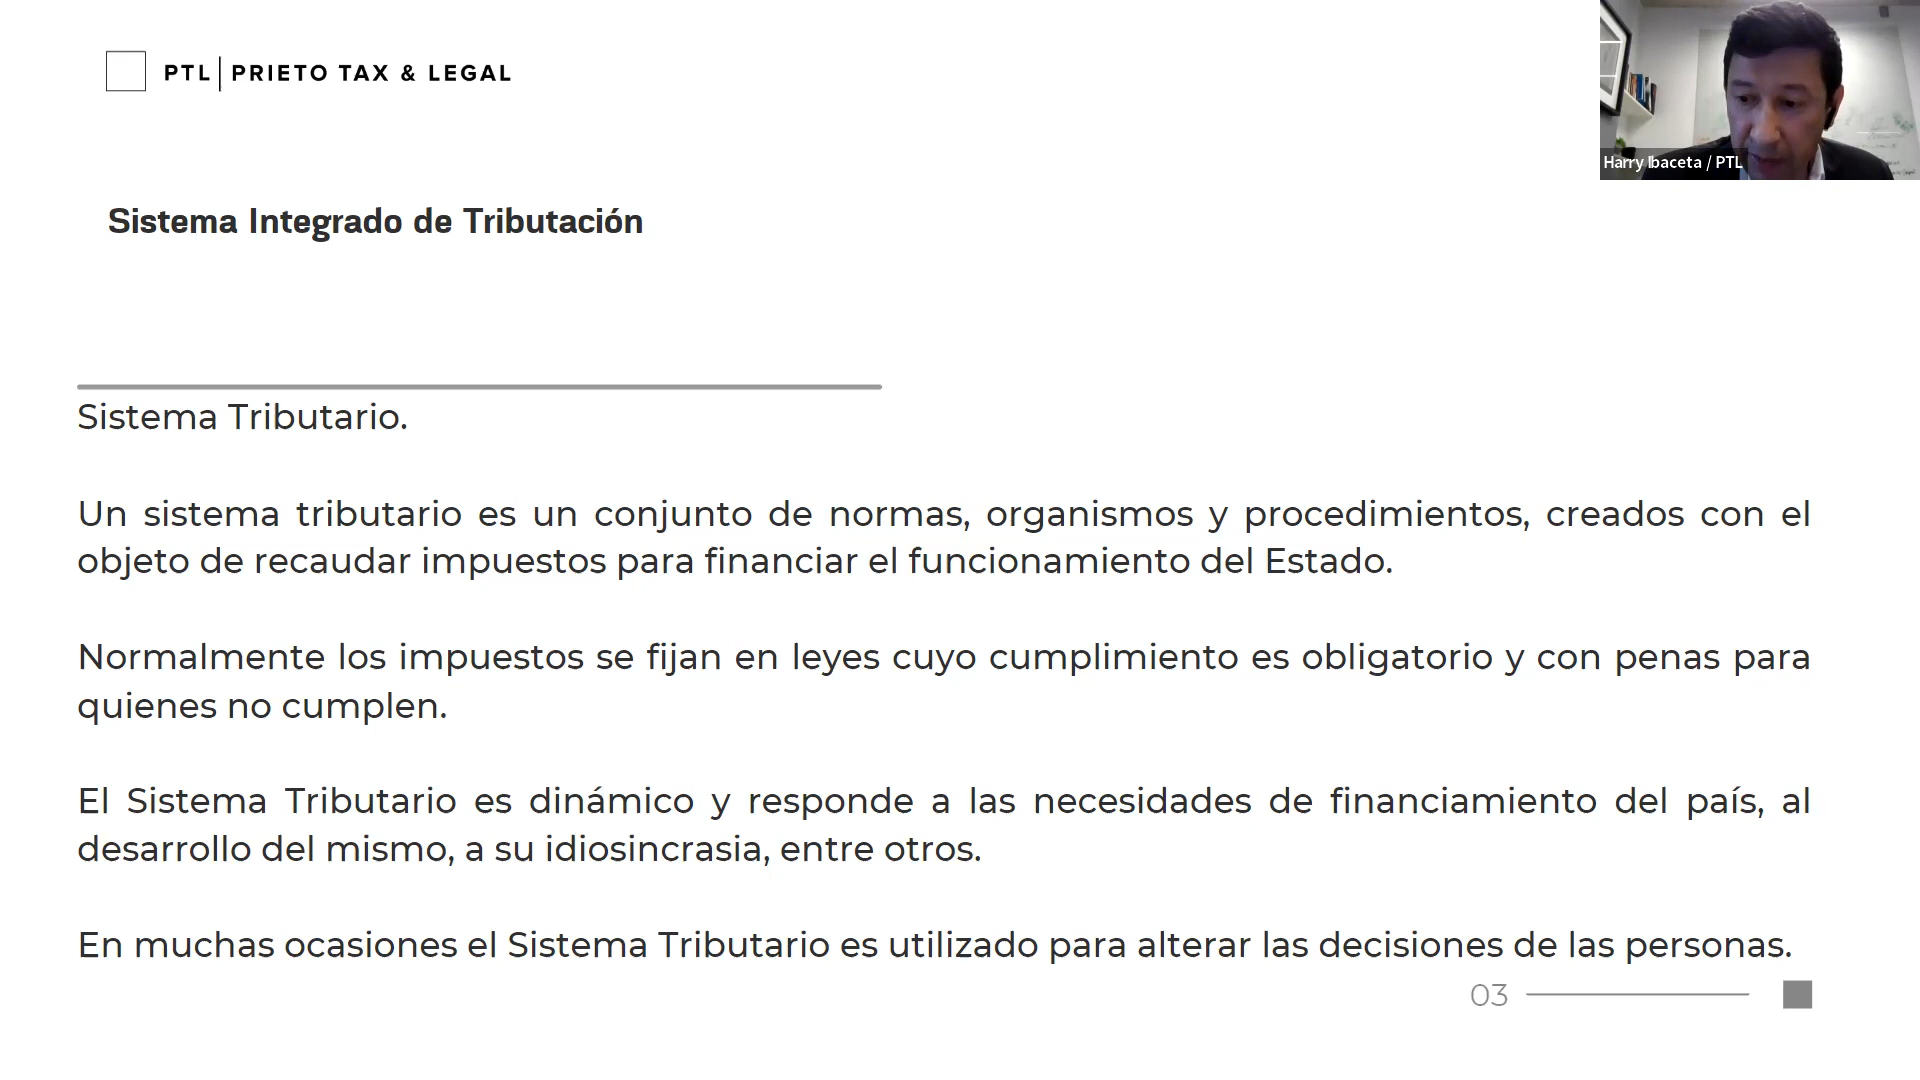 PTL | PRIETO TAX & LEGAL
Harry Ibaceta / PTL
Sistema Integrado de Tributación
Sistema Tributario.
Un sistema tributario es un conjunto de normas, organismos y procedimientos, creados con el
objeto de recaudar impuestos para financiar el funcionamiento del Estado.
Normalmente los impuestos se fijan en leyes cuyo cumplimiento es obligatorio y con penas para
quienes no cumplen.
El Sistema Tributario es dinámico y responde a las necesidades de financiamiento del país, al
desarrollo del mismo, a su idiosincrasia, entre otros.
En muchas ocasiones el Sistema Tributario es utilizado para alterar las decisiones de las personas.
03